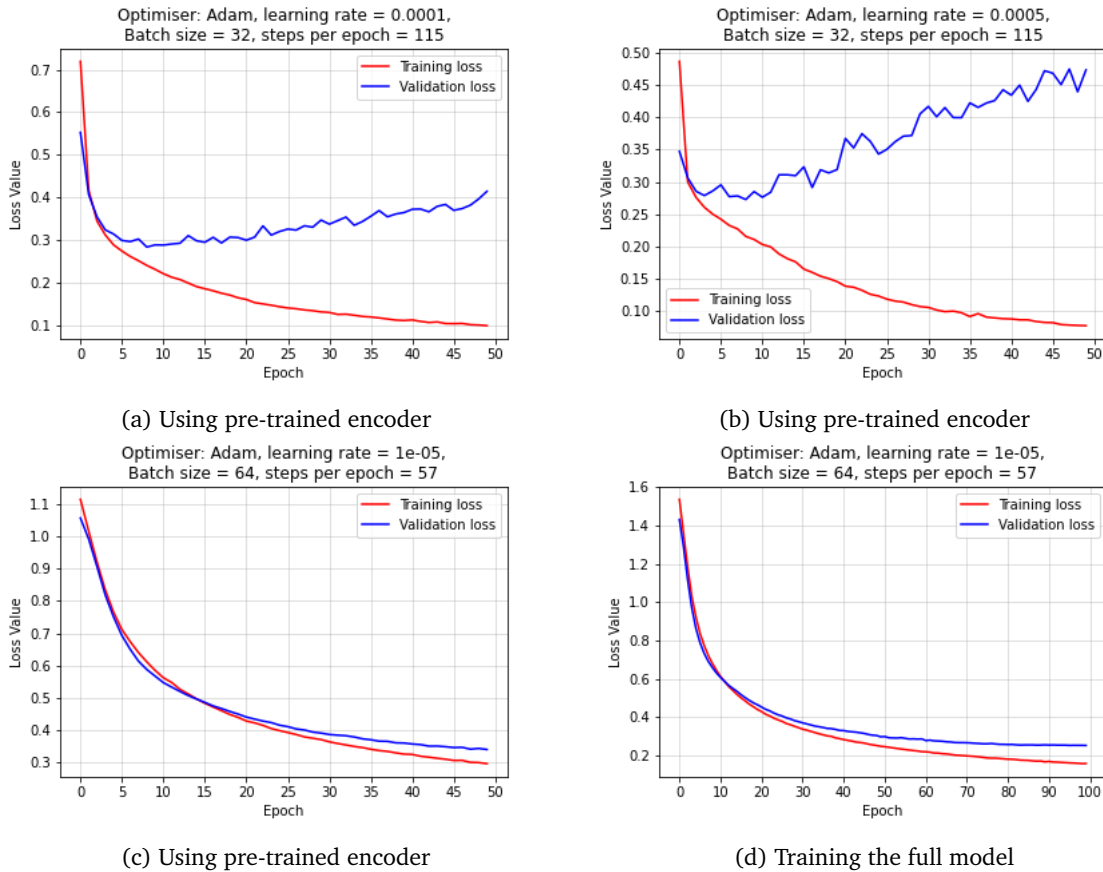 Optimiser: Adam, learning rate = 0.0001,
Batch size = 32, steps per epoch = 115
0.7
0.6
0.5
0.4
0.3
0.2
0.1
Loss Value
Training loss
Validation loss
0 5 10 15 20 25 30 35 40 45 50
Epoch
(a) Using pre-trained encoder
Optimiser: Adam, learning rate = 0.0005,
Batch size = 32, steps per epoch = 115
0.50
0.45
0.40
0.35
0.30
0.25
0.20
0.15
0.10
Loss Value
Training loss
Validation loss
0 5 10 15 20 25 30 35 40 45 50
Epoch
(b) Using pre-trained encoder
Optimiser: Adam, learning rate = 1e-05,
Batch size = 64, steps per epoch = 57
1.1
1.0
0.9
0.8
0.7
0.6
0.5
0.4
0.3
Loss Value
Training loss
Validation loss
0 5 10 15 20 25 30 35 40 45 50
Epoch
(c) Using pre-trained encoder
Optimiser: Adam, learning rate = 1e-05,
Batch size = 64, steps per epoch = 57
1.6
1.4
1.2
1.0
0.8
0.6
0.4
0.2
Loss Value
Training loss
Validation loss
0 10 20 30 40 50 60 70 80 90 100
Epoch
(d) Training the full model